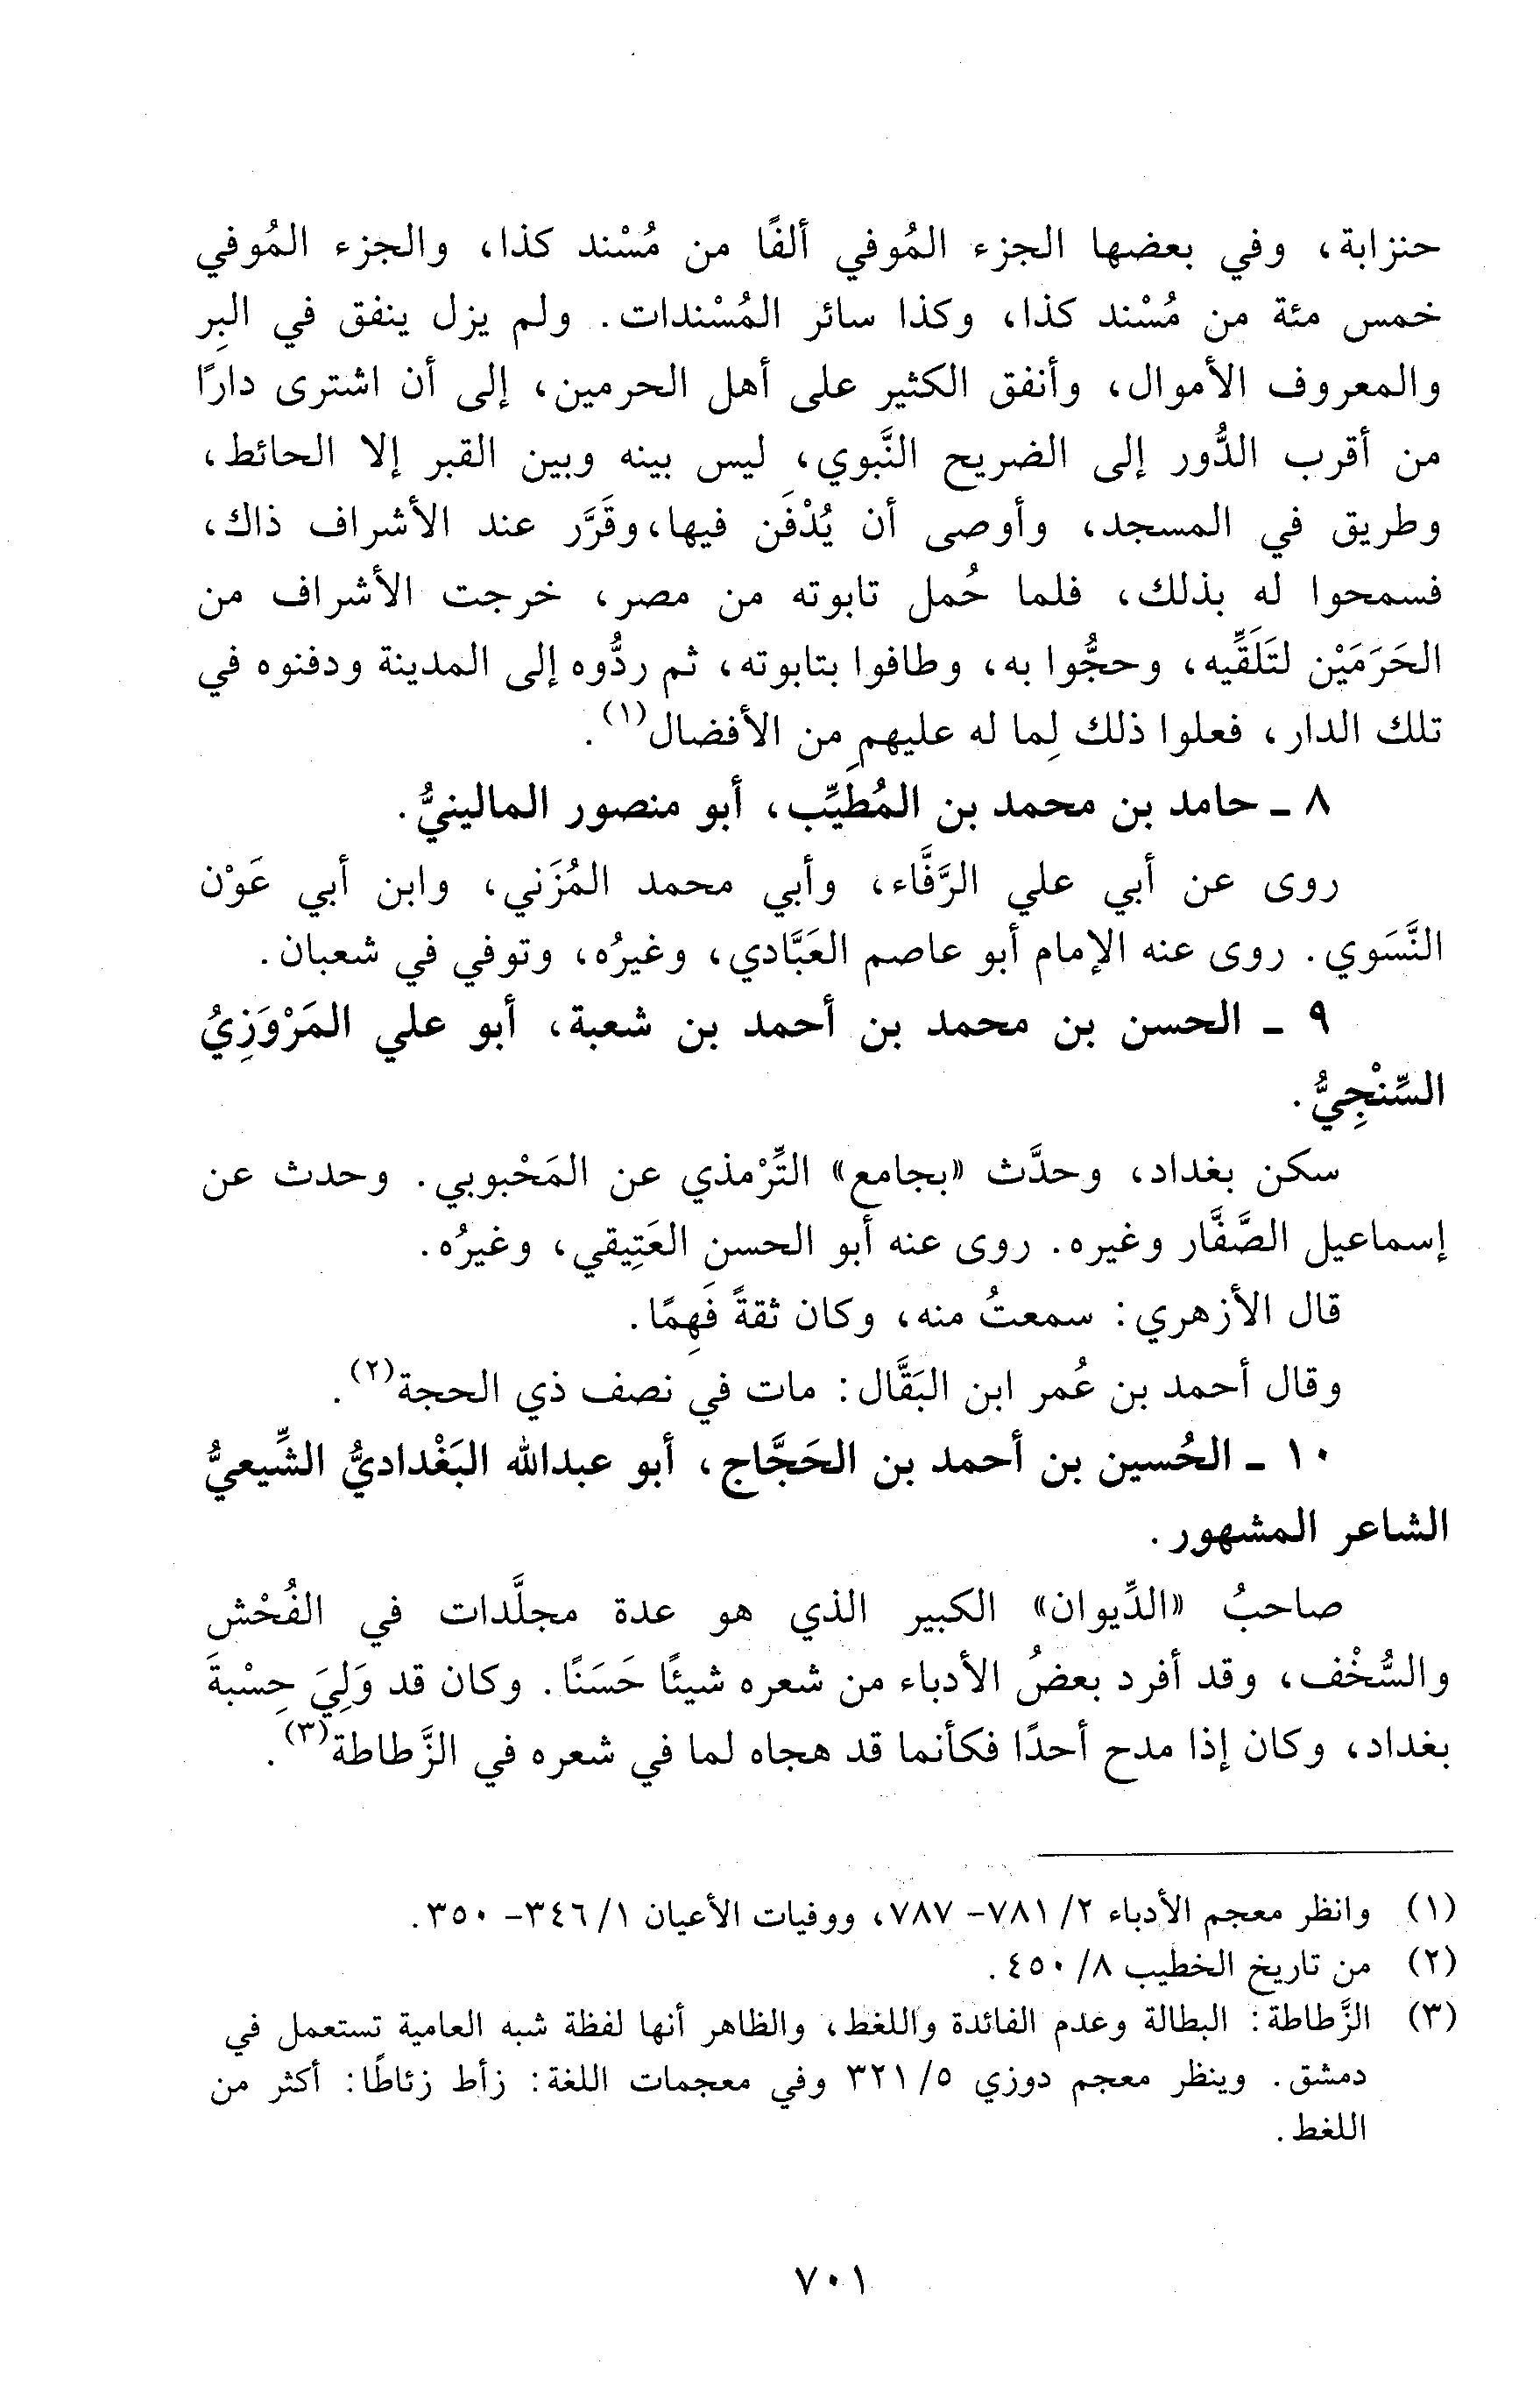 حنزابة، وفي بعضها الجزء المُوفي ألفًا من مُسْند كذا، والجزء المُوفي
خمس مئة من مُسْند كذا، وكذا سائر المُسْندات. ولم يزل ينفق في البِر
والمعروف الأموال، وأنفق الكثير على أهل الحرمين، إلى أن اشترى دارًا
من أقرب الدُّور إلى الضريح النَّبوي، ليس بينه وبين القبر إلا الحائط،
وطريق في المسجد، وأوصى أن يُدْفَن فيها،وقَرَّر عند الأشراف ذاك،
فسمحوا له بذلك، فلما حُمل تابوته من مصر، خرجت الأشراف من
الحَرَمَيْن لتَلَقِّيه، وحجُّوا به، وطافوا بتابوته، ثم ردُّوه إلى المدينة ودفنوه في
تلك الدار، فعلوا ذلك لِما له عليهم من الأفضال(١).
٨ ـ حامد بن محمد بن المُطَيِّب، أبو منصور المالينيُّ.
روى عن أبي علي الرَّفَّاء، وأبي محمد المُزَني، وابن أبي عَوْن
النَّسَوي. روى عنه الإمام أبو عاصم العَبَّادي، وغيرُه، وتوفي في شعبان.
٩ ـ الحسن بن محمد بن أحمد بن شعبة، أبو علي المَرْوَزِيُ
السِّنْجِيُّ.
سكن بغداد، وحدَّث «بجامع» التِّرْمذي عن المَحْبوبي. وحدث عن
إسماعيل الصَّفَّار وغيره. روى عنه أبو الحسن العَتِيقي، وغيرُه.
قال الأزهري: سمعتُ منه، وكان ثقةً فَهِمًا.
وقال أحمد بن عُمر ابن البَقَّال: مات في نصف ذي الحجة(٢).
١٠ ـ الحُسين بن أحمد بن الحَجَّاج، أبو عبدالله البَغْداديُّ الشِّيعيُّ
الشاعر المشهور.
صاحبُ «الدِّيوان» الكبير الذي هو عدة مجلَّدات في الفُحْش
والسُّخْف، وقد أفرد بعضُ الأدباء من شعره شيئًا حَسَنًا. وكان قد وَلِيَ حِسْبةَ
بغداد، وكان إذا مدح أحدًا فكأنما قد هجاه لما في شعره في الزَّطاطة(٣).
(١) وانظر معجم الأدباء ٢/ ٧٨١- ٧٨٧، ووفيات الأعيان ١/ ٣٤٦- ٣٥٠.
(٢) من تاريخ الخطيب ٨/ ٤٥٠.
(٣) الزَّطاطة: البطالة وعدم الفائدة واللغط، والظاهر أنها لفظة شبه العامية تستعمل في
دمشق. وينظر معجم دوزي ٥/ ٣٢١ وفي معجمات اللغة: زأط زئاطًا: أكثر من
اللغط.
٧٠١